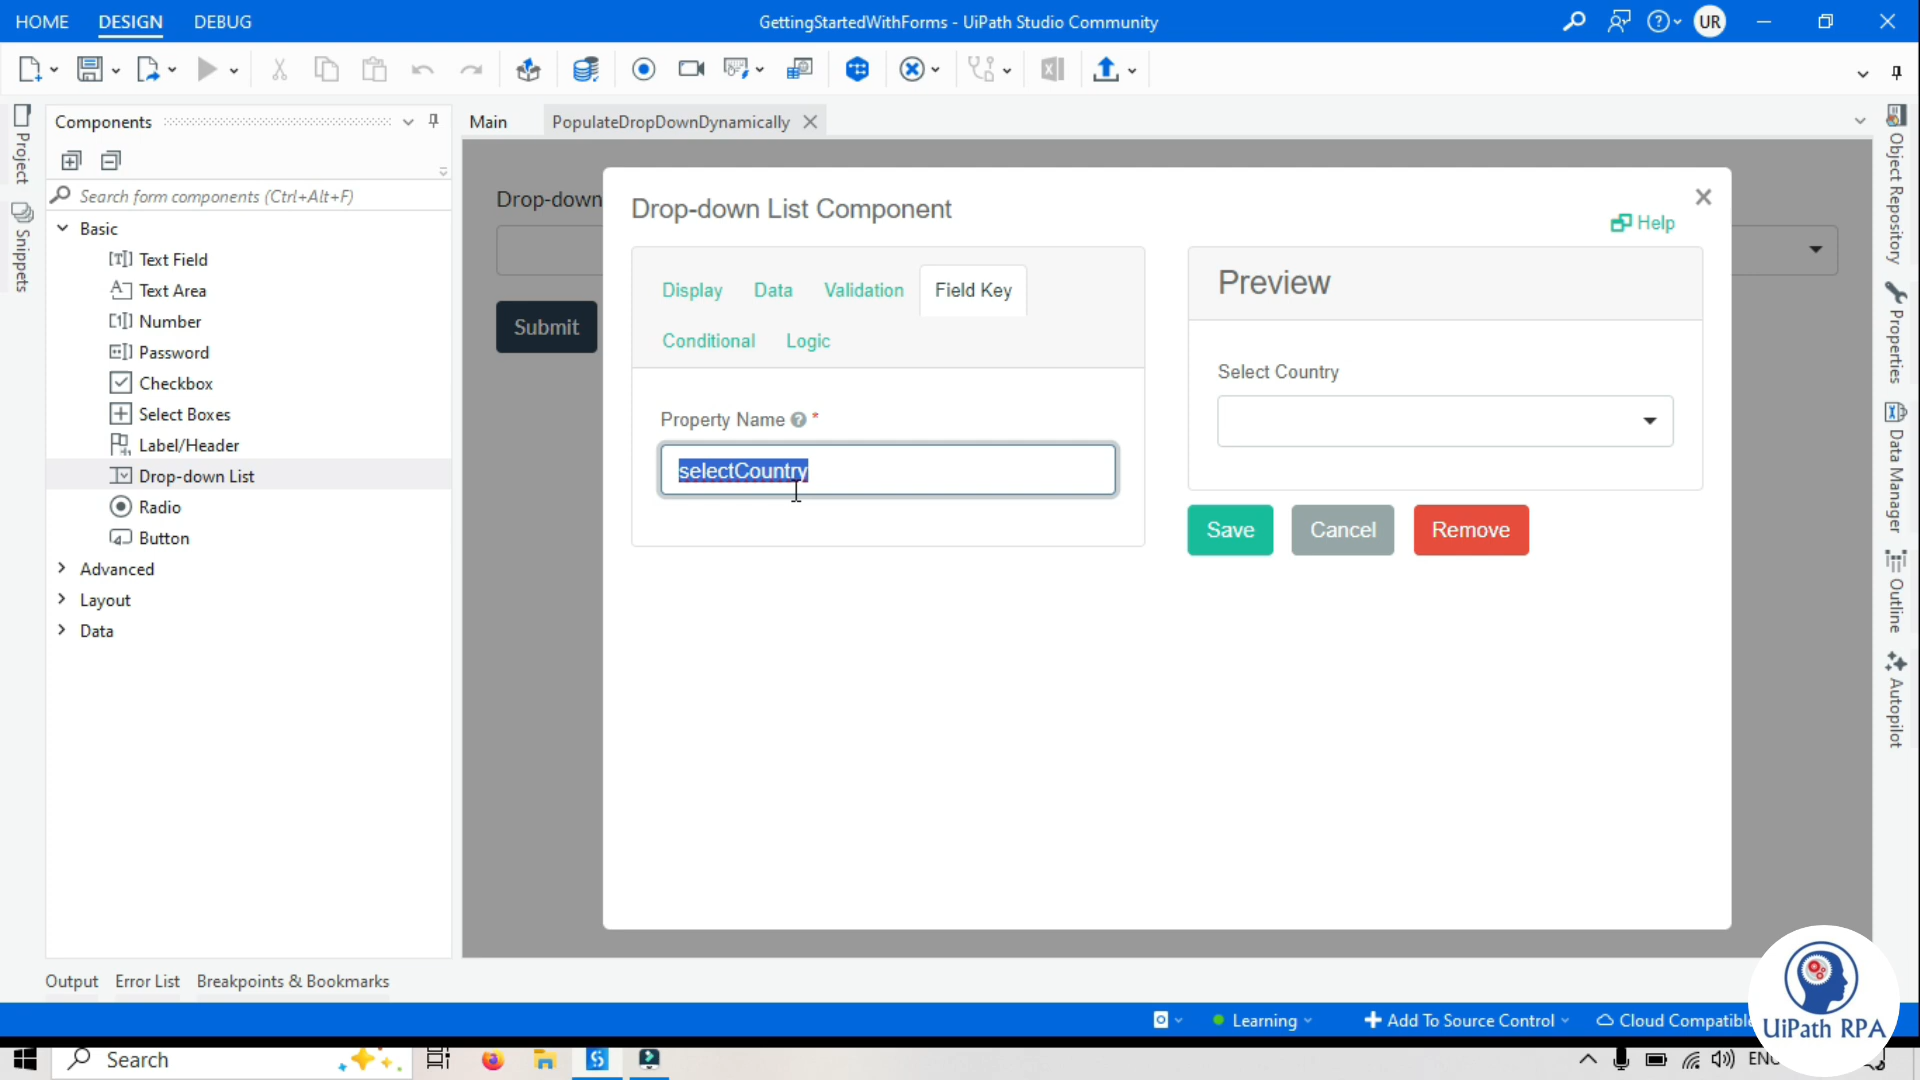 HOME DESIGN DEBUG GettingStartedWithForms - UiPath Studio Community UR
Project
Snippets
Components
Search form components (Ctrl+Alt+F)
Basic
Text Field
Text Area
Number
Password
Checkbox
Select Boxes
Label/Header
Drop-down List
Radio
Button
Advanced
Layout
Data
Main PopulateDropDownDynamically
Drop-down
Submit
Drop-down List Component
Help
Display Data Validation Field Key
Conditional Logic
Property Name *
selectCountry
Preview
Select Country
Save Cancel Remove
Object Repository
Properties
Data Manager
Outline
Autopilot
Output Error List Breakpoints & Bookmarks
Learning Add To Source Control Cloud Compatible
UiPath RPA
Search